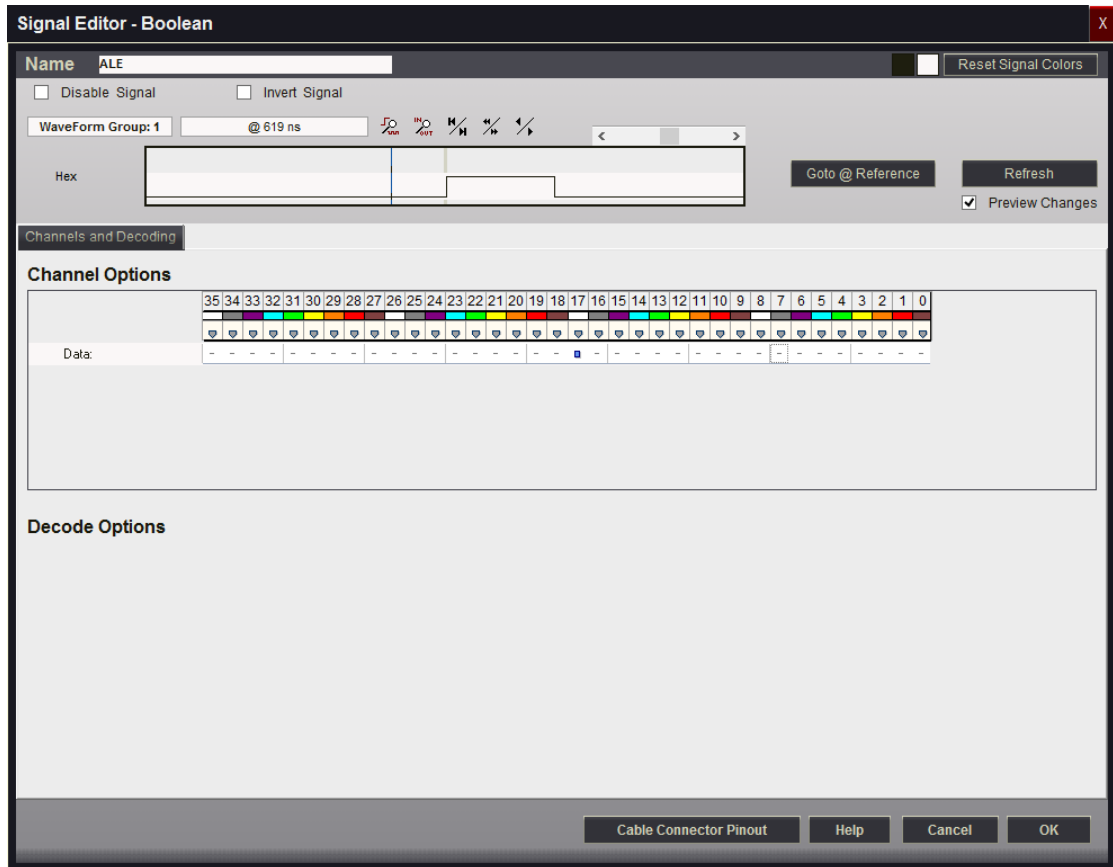 Signal Editor - Boolean X
Name ALE Reset Signal Colors
Disable Signal Invert Signal
WaveForm Group: 1 @ 619 ns IN OUT < >
Hex Goto @ Reference Refresh
Preview Changes
Channels and Decoding
Channel Options
35 34 33 32 31 30 29 28 27 26 25 24 23 22 21 20 19 18 17 16 15 14 13 12 11 10 9 8 7 6 5 4 3 2 1 0
Data: - - - - - - - - - - - - - - - - - - - - - - - - - - - - - - - - - - -
Decode Options
Cable Connector Pinout Help Cancel OK